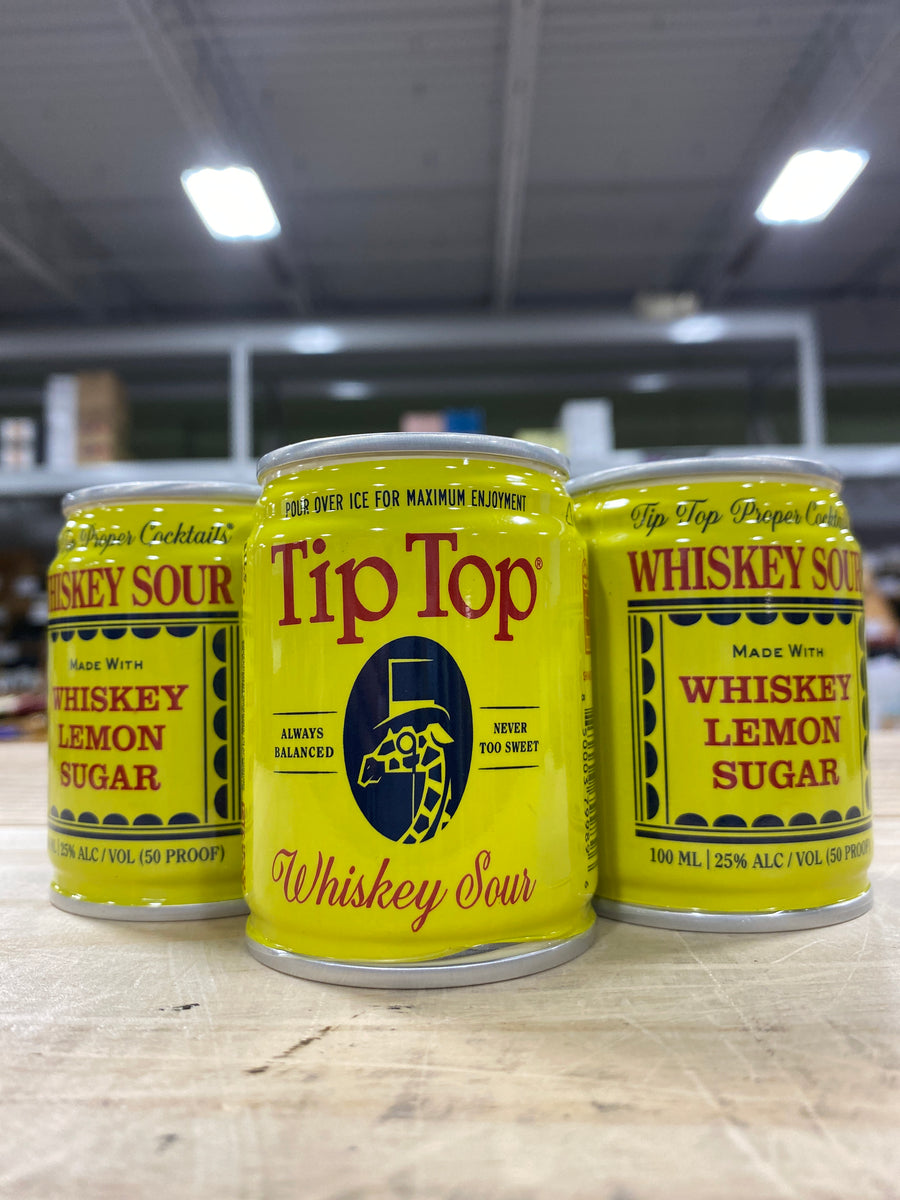 Proper Cocktails®
WHISKEY SOUR
MADE WITH
WHISKEY
LEMON
SUGAR
25% ALC / VOL (50 PROOF)
POUR OVER ICE FOR MAXIMUM ENJOYMENT
Tip Top®
ALWAYS
BALANCED
NEVER
TOO SWEET
Whiskey Sour
Tip Top Proper Cocktails
WHISKEY SOUR
MADE WITH
WHISKEY
LEMON
SUGAR
100 ML | 25% ALC / VOL (50 PROOF)